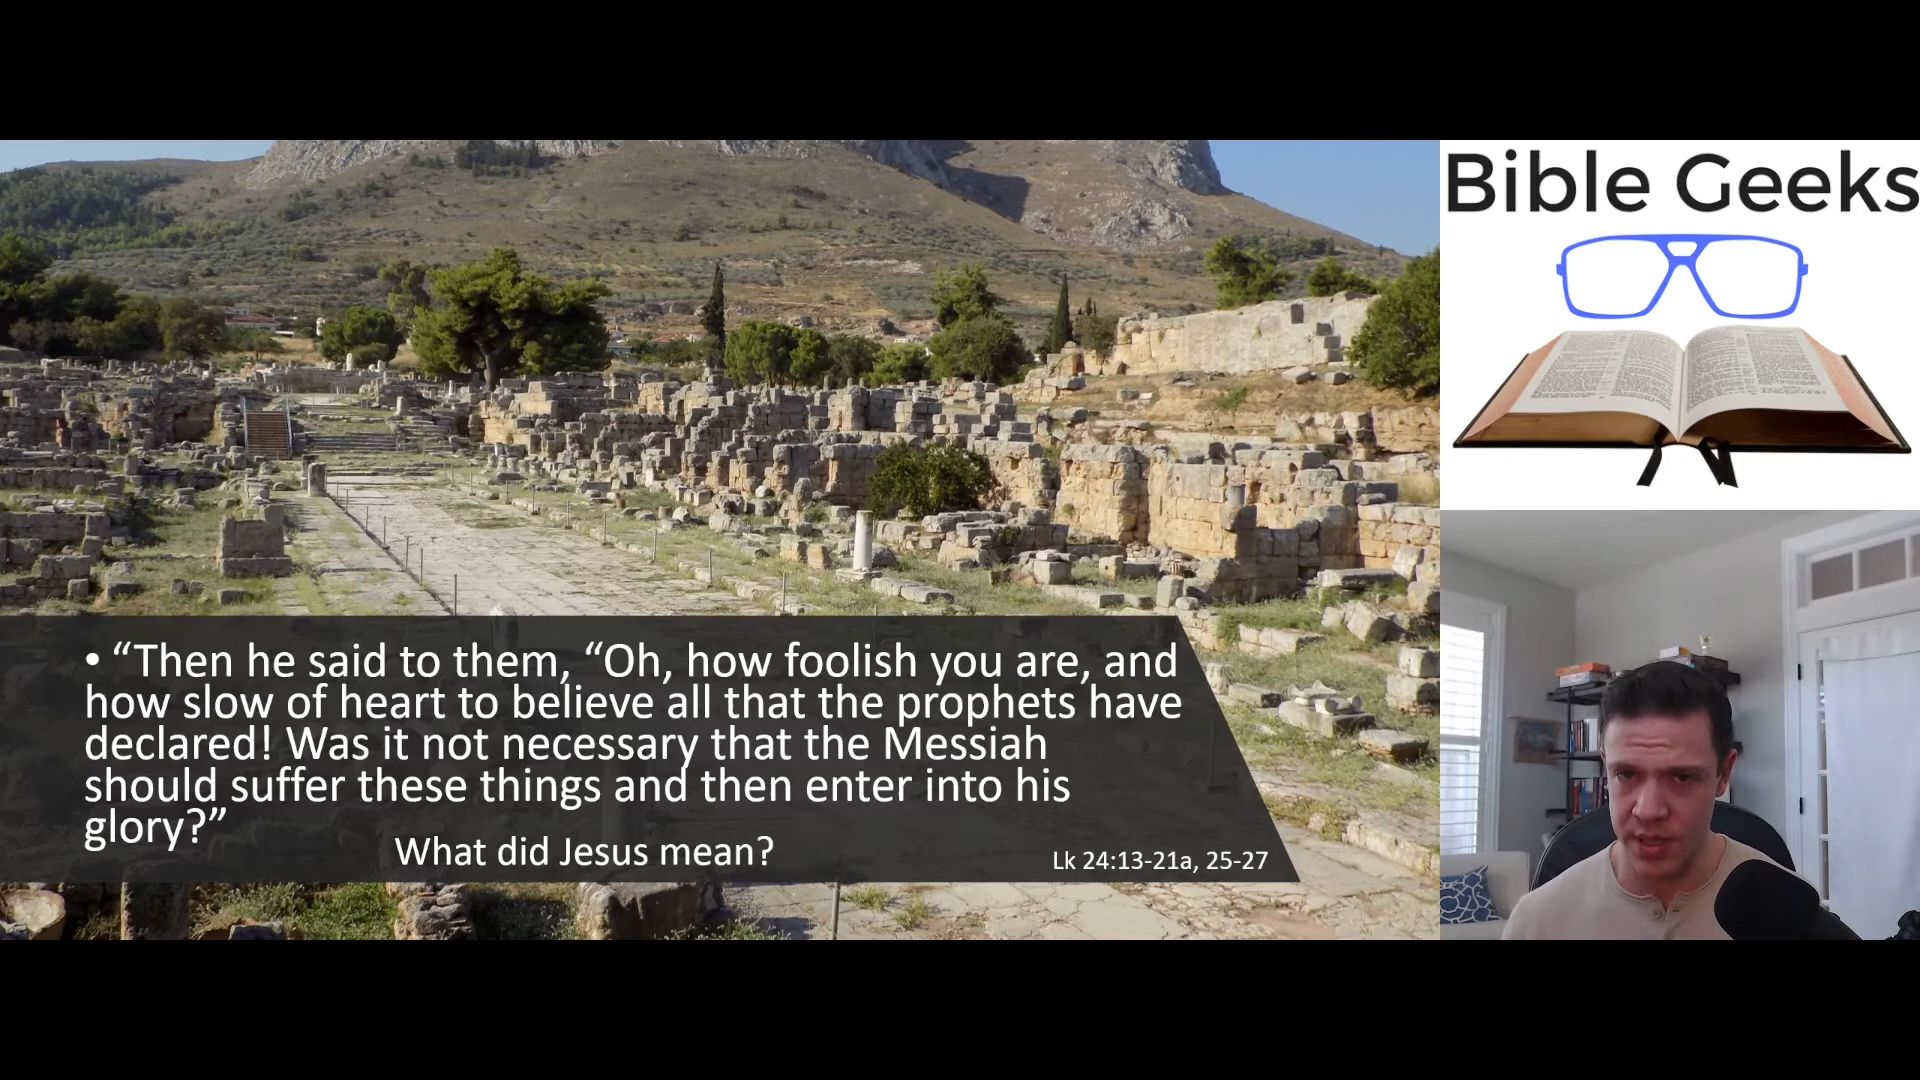 Bible Geeks
• “Then he said to them, “Oh, how foolish you are, and
how slow of heart to believe all that the prophets have
declared! Was it not necessary that the Messiah
should suffer these things and then enter into his
glory?”
What did Jesus mean?
Lk 24:13-21a, 25-27